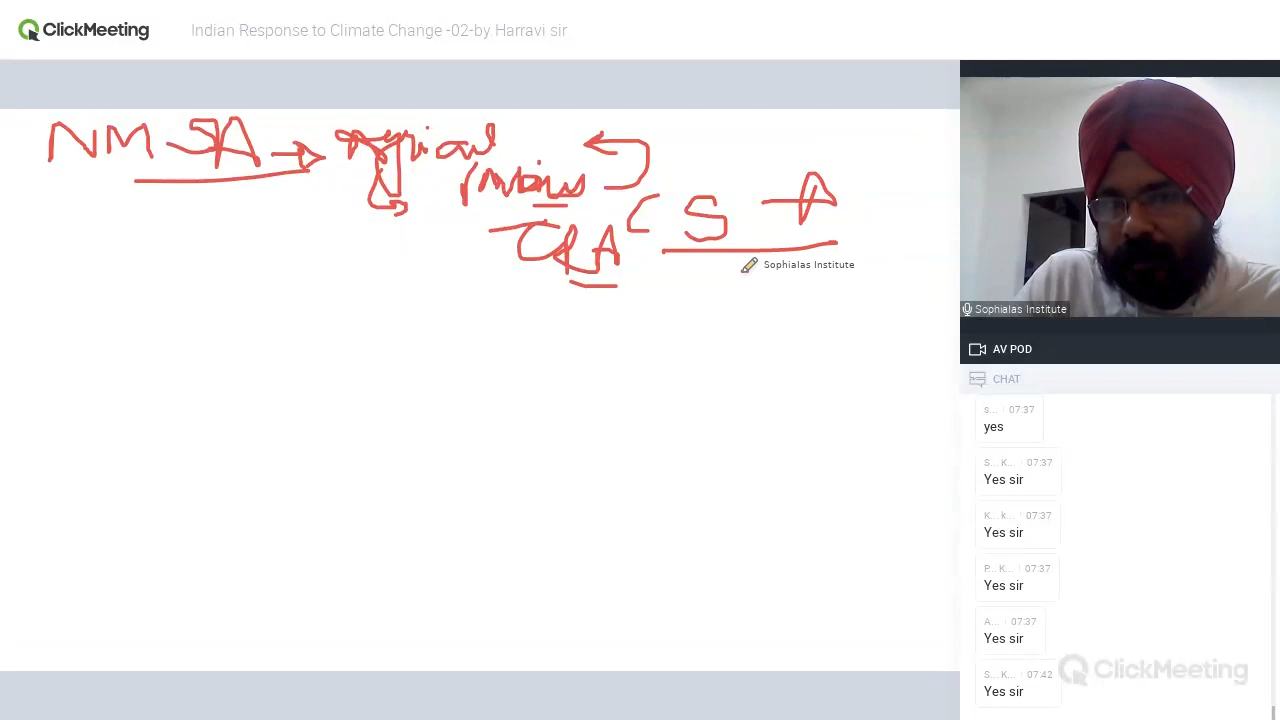 ClickMeeting
Indian Response to Climate Change -02-by Harravi sir
NM SA
S A
Sophialas Institute
Sophialas Institute
AV POD
CHAT
s... 07:37
yes
S... K... 07:37
Yes sir
K... k... 07:37
Yes sir
P... K... 07:37
Yes sir
A... 07:37
Yes sir
S... K... 07:42
Yes sir
ClickMeeting